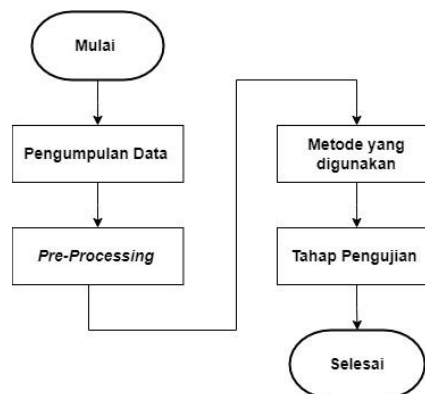 Mulai
Pengumpulan Data
Pre-Processing
Metode yang
digunakan
Tahap Pengujian
Selesai